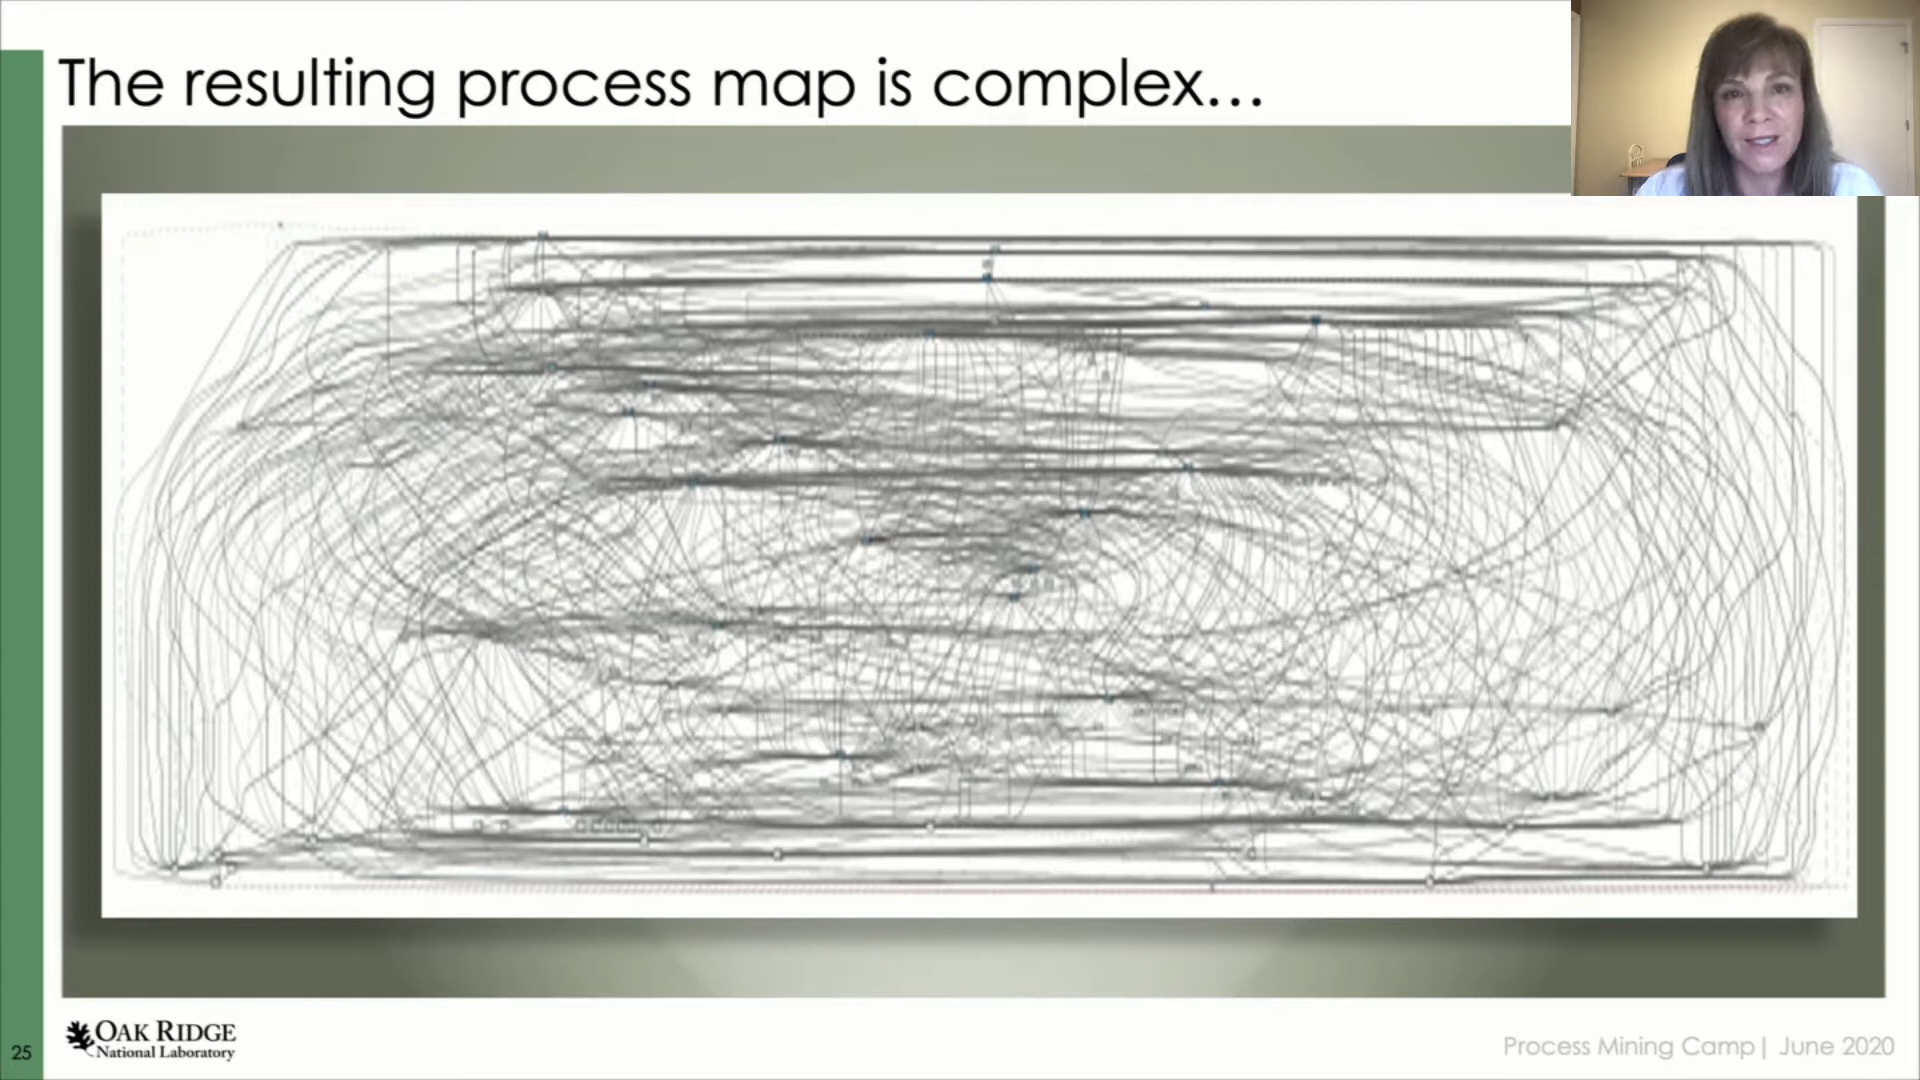 The resulting process map is complex...
25
OAK RIDGE
National Laboratory
Process Mining Camp| June 2020